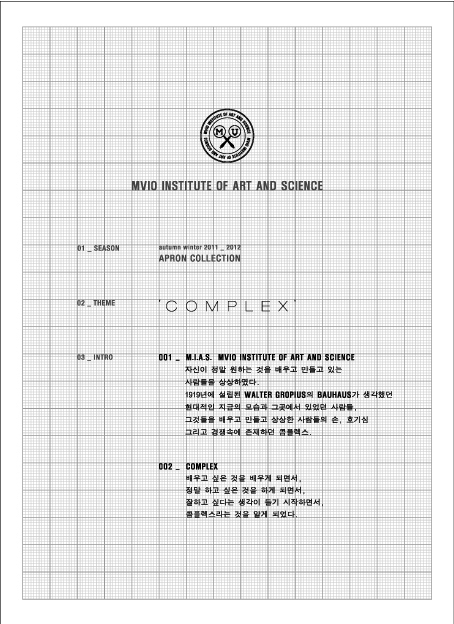 MVIO INSTITUTE OF ART AND SCIENCE
M U
MVIO INSTITUTE OF ART AND SCIENCE
01 _ SEASON
autumn winter 2011 _ 2012
APRON COLLECTION
02 _ THEME
'COMPLEX'
03 _ INTRO
001 _ M.I.A.S. MVIO INSTITUTE OF ART AND SCIENCE
자신이 정말 원하는 것을 배우고 만들고 있는
사람들을 상상하였다.
1919년에 설립된 WALTER GROPIUS의 BAUHAUS가 생각했던
현대적인 지금의 모습과 그곳에서 있었던 사람들,
그것들을 배우고 만들고 상상한 사람들의 손, 호기심
그리고 경쟁속에 존재하던 콤플렉스.
002 _ COMPLEX
배우고 싶은 것을 배우게 되면서,
정말 하고 싶은 것을 하게 되면서,
잘하고 싶다는 생각이 들기 시작하면서,
콤플렉스라는 것을 알게 되었다.